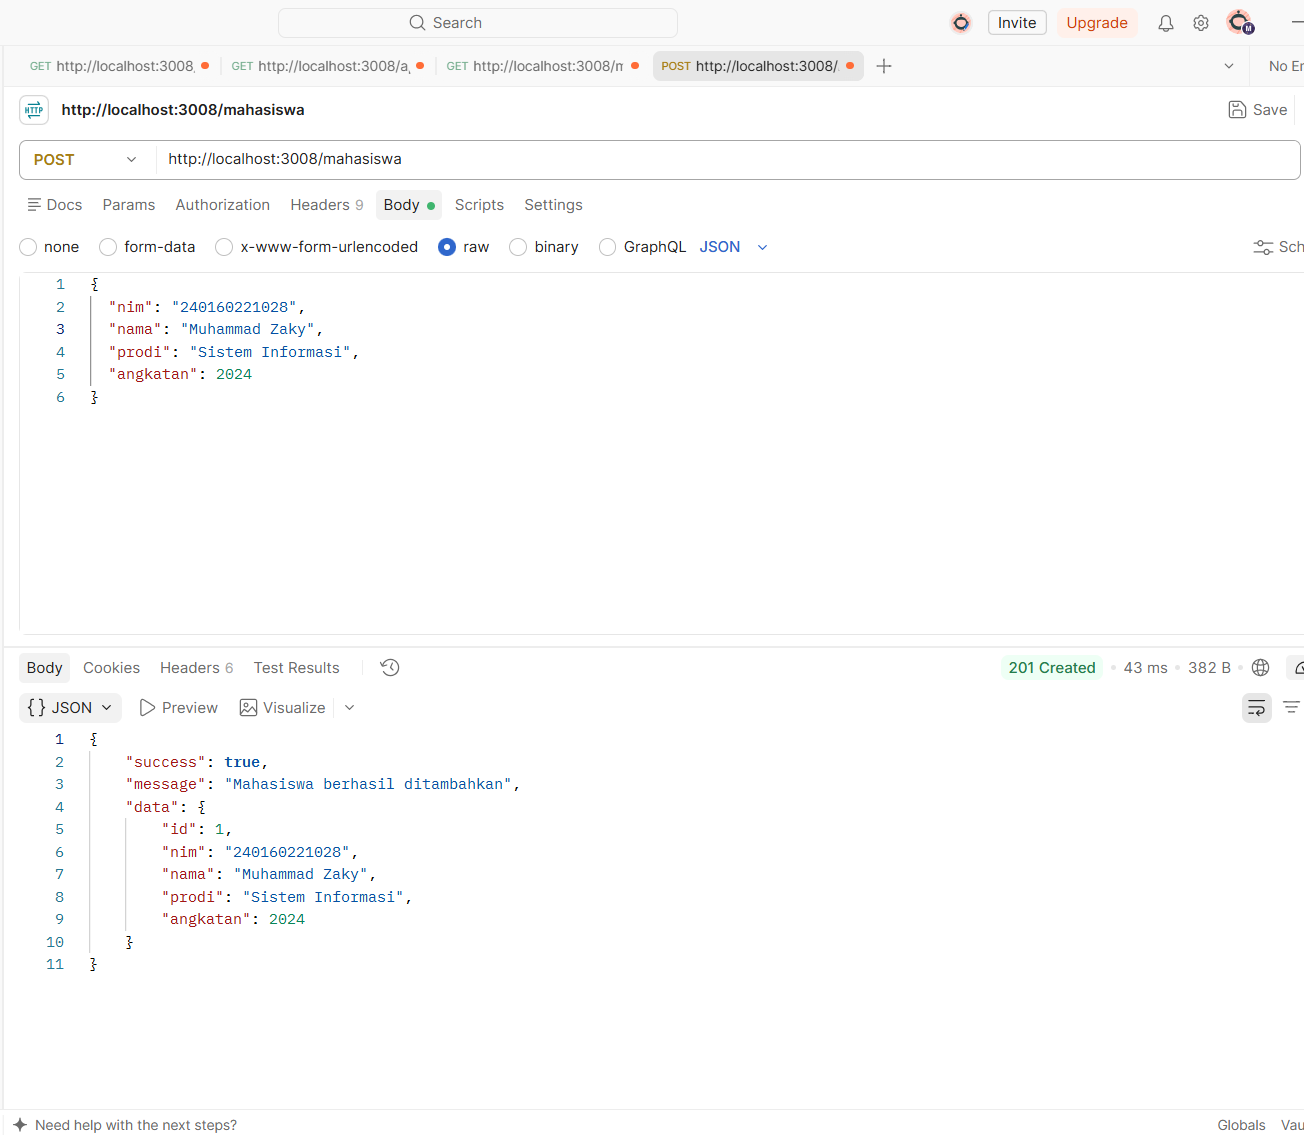 Search
Invite
Upgrade
GET http://localhost:3008,
GET http://localhost:3008/a
GET http://localhost:3008/m
POST http://localhost:3008/
No
HTTP
http://localhost:3008/mahasiswa
Save
POST
http://localhost:3008/mahasiswa
Docs
Params
Authorization
Headers 9
Body
Scripts
Settings
none
form-data
x-www-form-urlencoded
raw
binary
GraphQL
JSON
1 {
2 "nim": "240160221028",
3 "nama": "Muhammad Zaky",
4 "prodi": "Sistem Informasi",
5 "angkatan": 2024
6 }
Body
Cookies
Headers 6
Test Results
201 Created
43 ms
382 B
{} JSON
Preview
Visualize
1 {
2 "success": true,
3 "message": "Mahasiswa berhasil ditambahkan",
4 "data": {
5 "id": 1,
6 "nim": "240160221028",
7 "nama": "Muhammad Zaky",
8 "prodi": "Sistem Informasi",
9 "angkatan": 2024
10 }
11 }
Need help with the next steps?
Globals